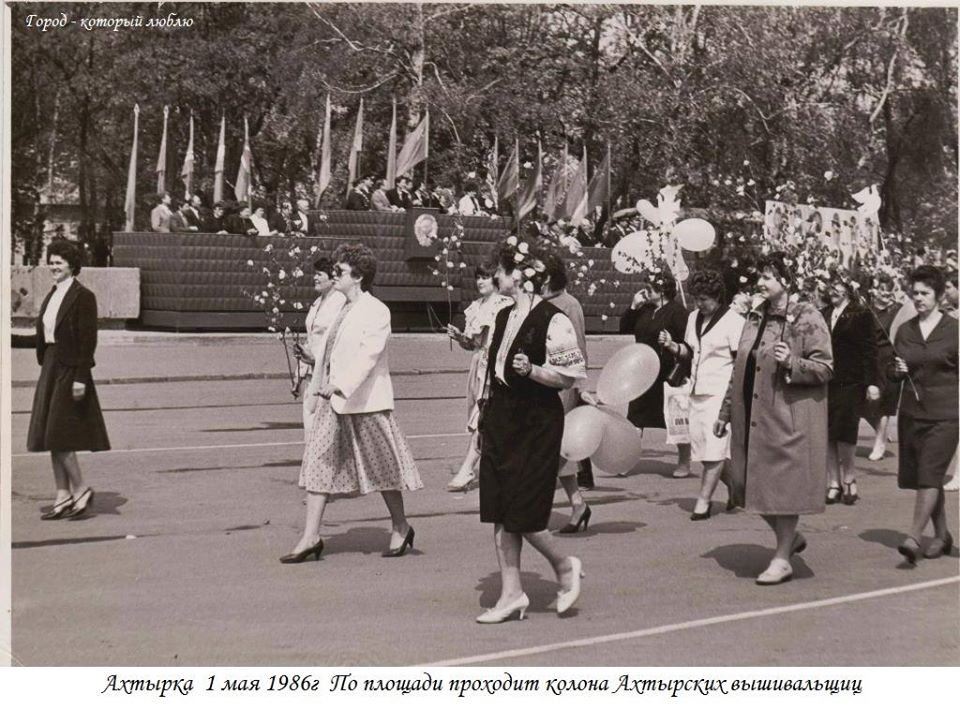 Город - который люблю
Ахтырка 1 мая 1986г По площади проходит колона Ахтырских вышивальщиц